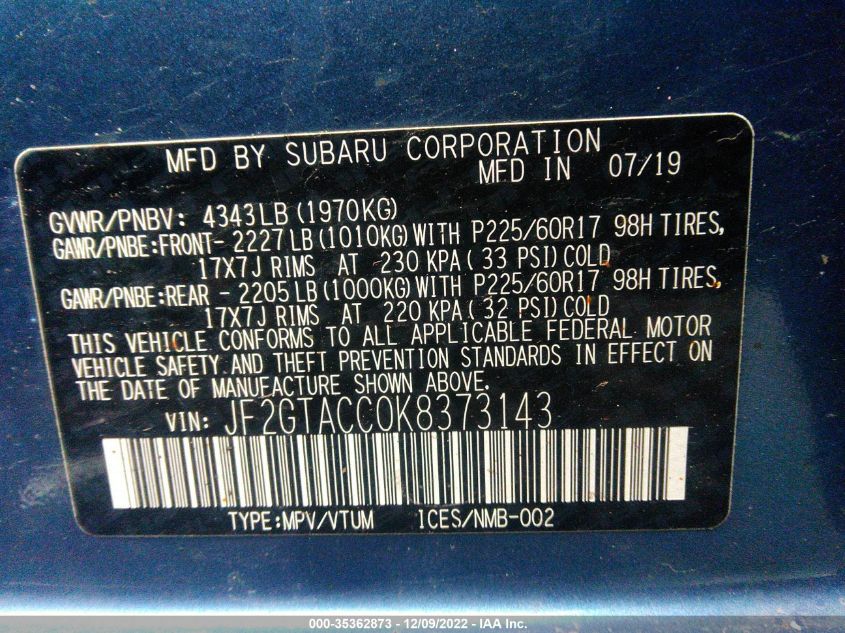 MFD BY SUBARU CORPORATION
MFD IN 07/19
GVWR/PNBV: 4343LB (1970KG)
GAWR/PNBE:FRONT- 2227LB (1010KG) WITH P225/60R17 98H TIRES,
17X7J RIMS AT 230 KPA ( 33 PSI) COLD
GAWR/PNBE:REAR - 2205LB (1000KG) WITH P225/60R17 98H TIRES,
17X7J RIMS AT 220 KPA ( 32 PSI) COLD
THIS VEHICLE CONFORMS TO ALL APPLICABLE FEDERAL MOTOR
VEHICLE SAFETY AND THEFT PREVENTION STANDARDS IN EFFECT ON
THE DATE OF MANUFACTURE SHOWN ABOVE.
VIN: JF2GTACC0K8373143
TYPE:MPV/VTUM ICES/NMB-002
000-35362873 - 12/09/2022 - IAA Inc.